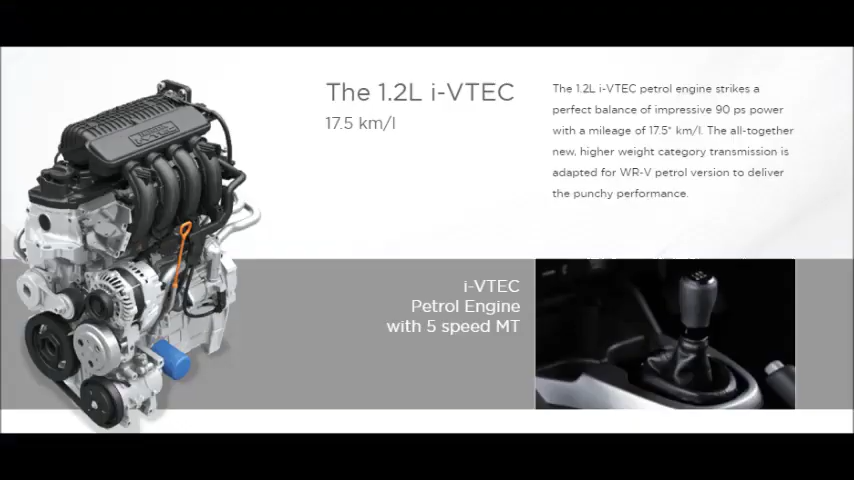 The 1.2L i-VTEC
17.5 km/l
The 1.2L i-VTEC petrol engine strikes a
perfect balance of impressive 90 ps power
with a mileage of 17.5* km/l. The all-together
new, higher weight category transmission is
adapted for WR-V petrol version to deliver
the punchy performance.
i-VTEC
Petrol Engine
with 5 speed MT